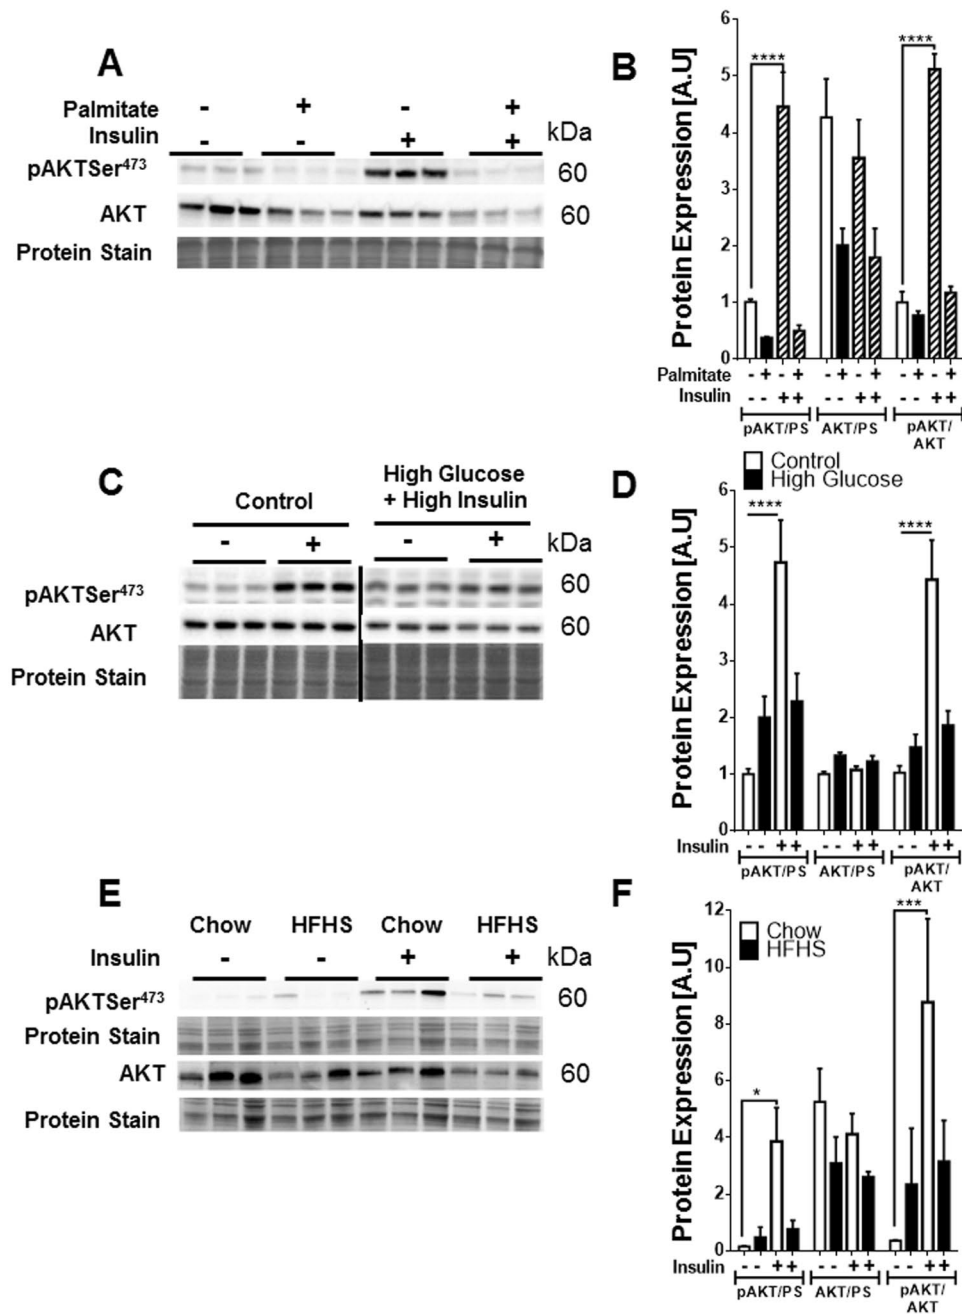 A
Palmitate - + - +
Insulin - - + +
kDa
pAKTSer473 60
AKT 60
Protein Stain
B
Protein Expression [A.U]
6
5
4
3
2
1
0
**** ****
Palmitate - + - + - + - + - + - +
Insulin - - + + - - + + - - + +
pAKT/PS AKT/PS pAKT/
AKT
C
Control
High Glucose
+ High Insulin
- + - + kDa
pAKTSer473 60
AKT 60
Protein Stain
Control
High Glucose
D
Protein Expression [A.U]
6
5
4
3
2
1
0
**** ****
Insulin - - + + - - + + - - + +
pAKT/PS AKT/PS pAKT/
AKT
E
Chow HFHS Chow HFHS
Insulin - - + + kDa
pAKTSer473 60
Protein Stain
AKT 60
Protein Stain
F
Protein Expression [A.U]
12
10
8
6
4
2
0
Chow
HFHS
* ***
Insulin - - + + - - + + - - + +
pAKT/PS AKT/PS pAKT/
AKT